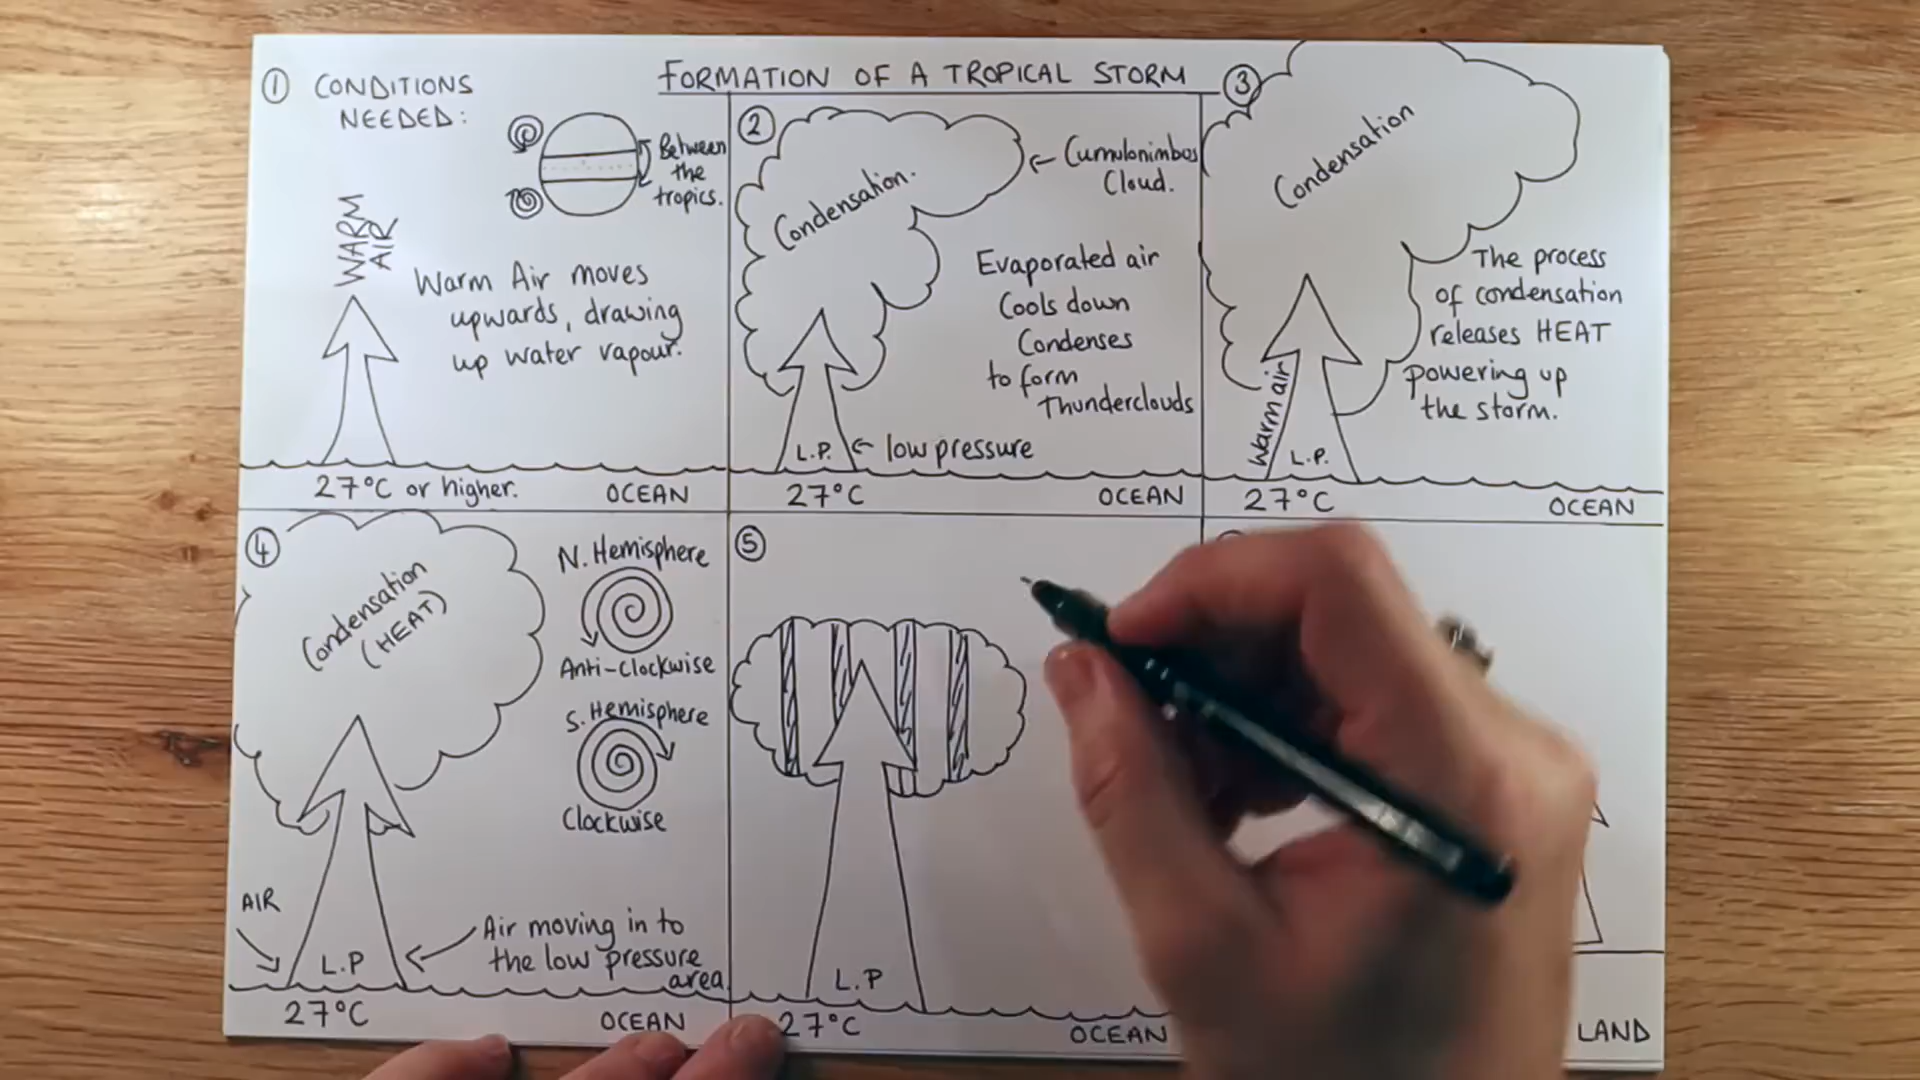 FORMATION OF A TROPICAL STORM
① CONDITIONS
NEEDED:
Between
the
tropics.
WARM
AIR
Warm Air moves
upwards, drawing
up water vapour.
27°C or higher.
OCEAN
②
Condensation.
← Cumulonimbos
Cloud.
Evaporated air
Cools down
Condenses
to form
Thunderclouds
L.P.
← low pressure
27°C
OCEAN
③
Condensation
The process
of condensation
releases HEAT
powering up
the storm.
Warm air
L.P.
27°C
OCEAN
④
Condensation
(HEAT)
N. Hemisphere
Anti-Clockwise
S. Hemisphere
Clockwise
AIR
L.P
Air moving in to
the low pressure
area.
27°C
OCEAN
⑤
L.P
27°C
OCEAN
LAND